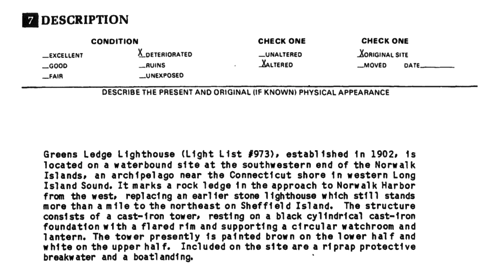 7 DESCRIPTION
CONDITION CHECK ONE CHECK ONE
__EXCELLENT X DETERIORATED __UNALTERED X ORIGINAL SITE
__GOOD __RUINS X ALTERED __MOVED DATE________
__FAIR __UNEXPOSED
DESCRIBE THE PRESENT AND ORIGINAL (IF KNOWN) PHYSICAL APPEARANCE
Greens Ledge Lighthouse (Light List #973), established in 1902, is
located on a waterbound site at the southwestern end of the Norwalk
Islands, an archipelago near the Connecticut shore in western Long
Island Sound. It marks a rock ledge in the approach to Norwalk Harbor
from the west, replacing an earlier stone lighthouse which still stands
more than a mile to the northeast on Sheffield Island. The structure
consists of a cast-iron tower, resting on a black cylindrical cast-iron
foundation with a flared rim and supporting a circular watchroom and
lantern. The tower presently is painted brown on the lower half and
white on the upper half. Included on the site are a riprap protective
breakwater and a boatlanding.